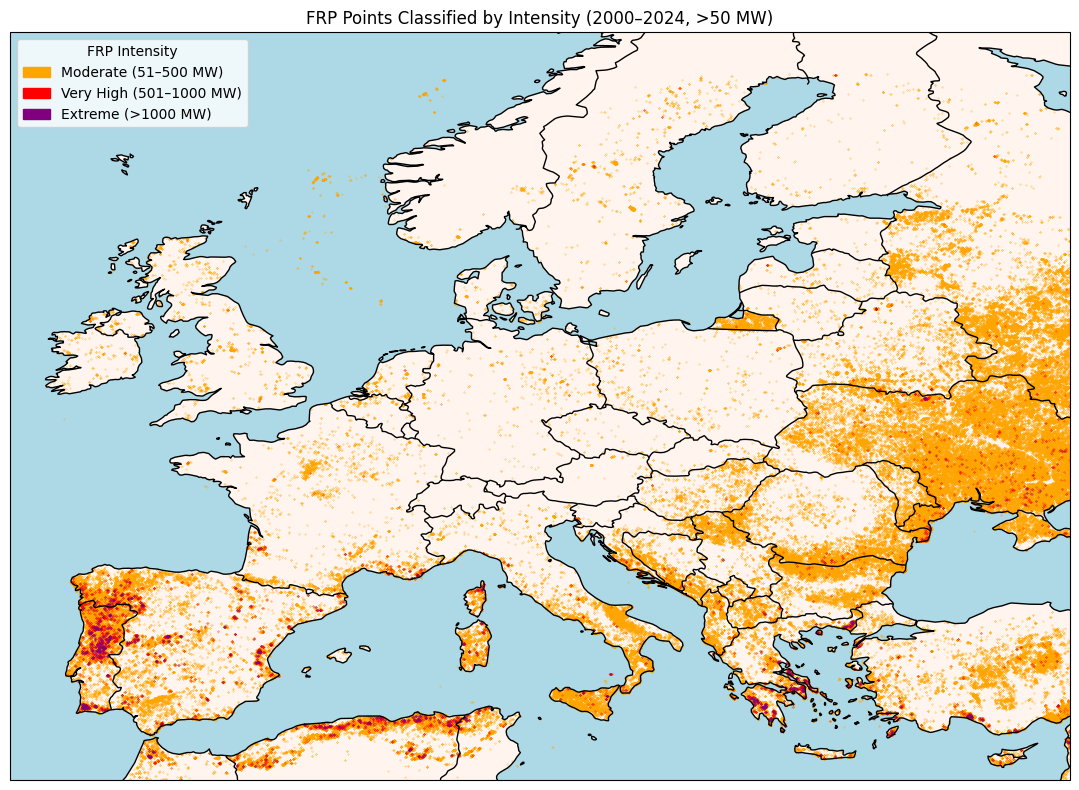 FRP Points Classified by Intensity (2000–2024, >50 MW)
FRP Intensity
Moderate (51–500 MW)
Very High (501–1000 MW)
Extreme (>1000 MW)